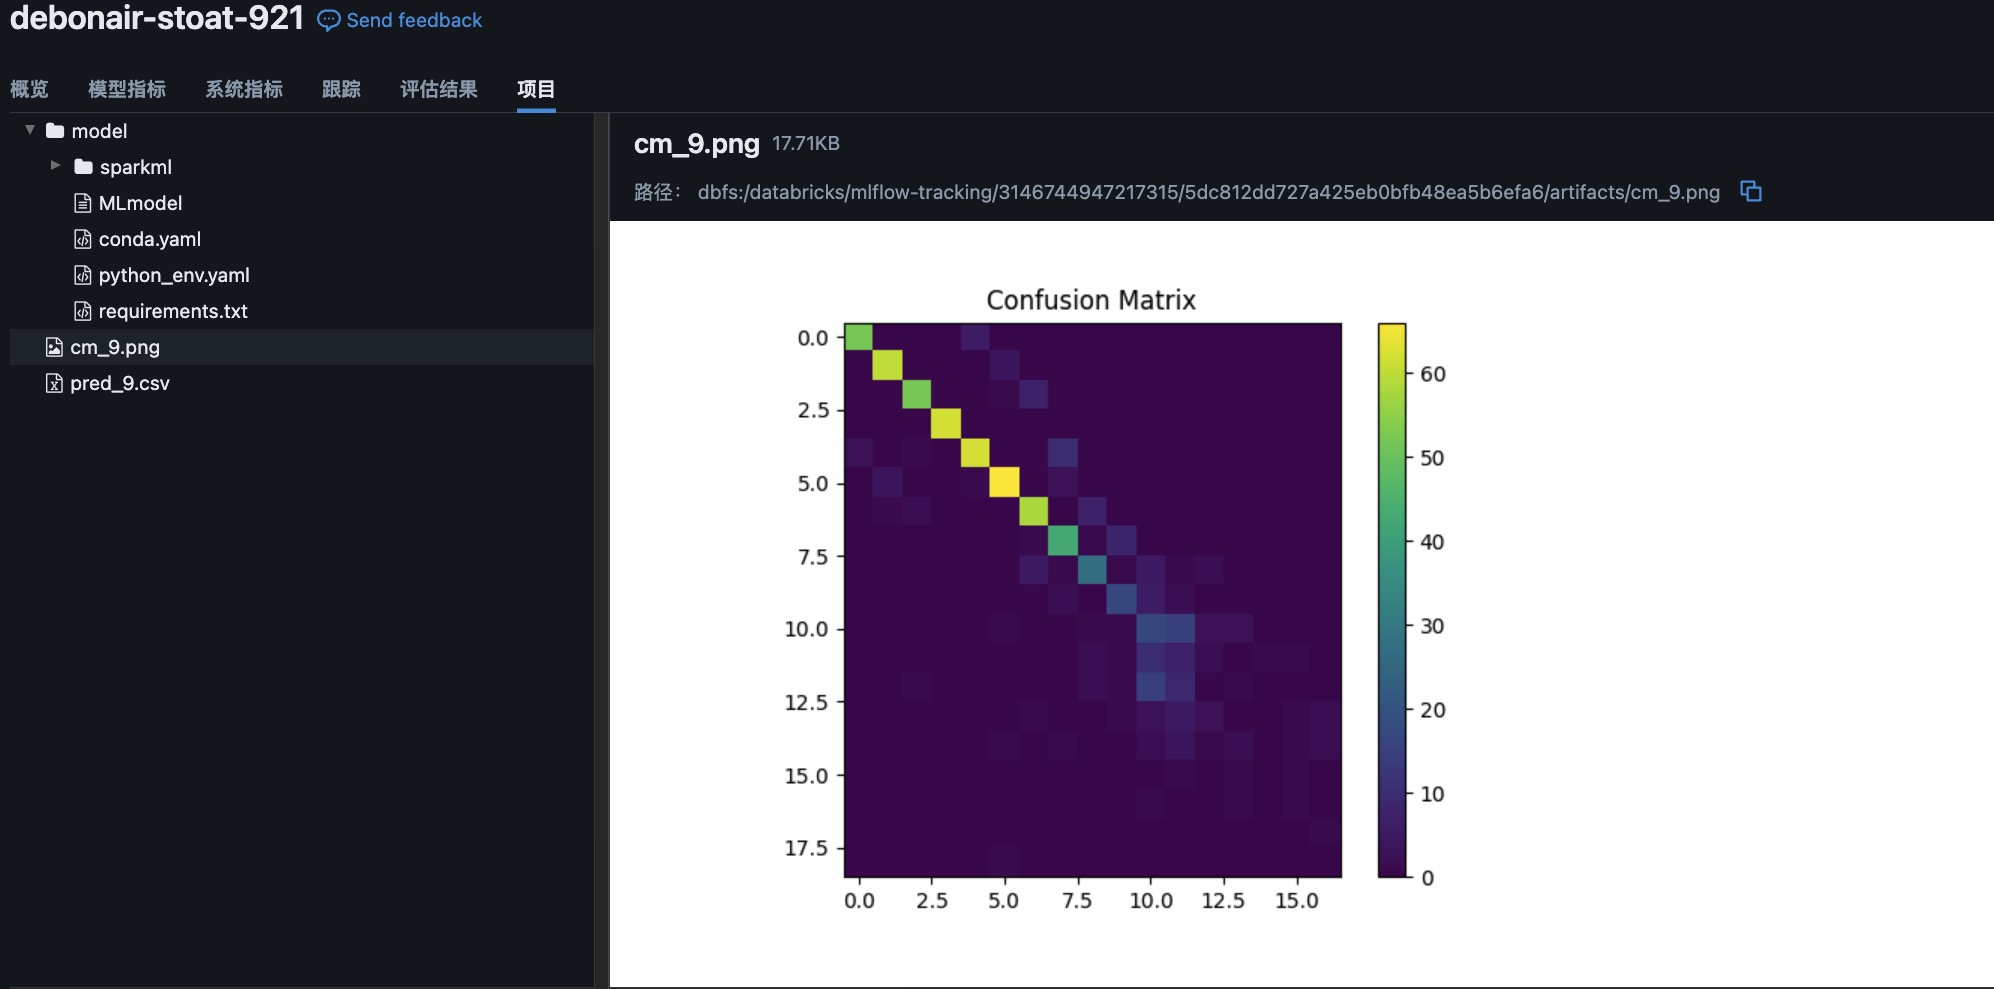 debonair-stoat-921 Send feedback
概览 模型指标 系统指标 跟踪 评估结果 项目
model
sparkml
MLmodel
conda.yaml
python_env.yaml
requirements.txt
cm_9.png
pred_9.csv
cm_9.png 17.71KB
路径： dbfs:/databricks/mlflow-tracking/3146744947217315/5dc812dd727a425eb0bfb48ea5b6efa6/artifacts/cm_9.png
Confusion Matrix
0.0
2.5
5.0
7.5
10.0
12.5
15.0
17.5
0.0 2.5 5.0 7.5 10.0 12.5 15.0
60
50
40
30
20
10
0